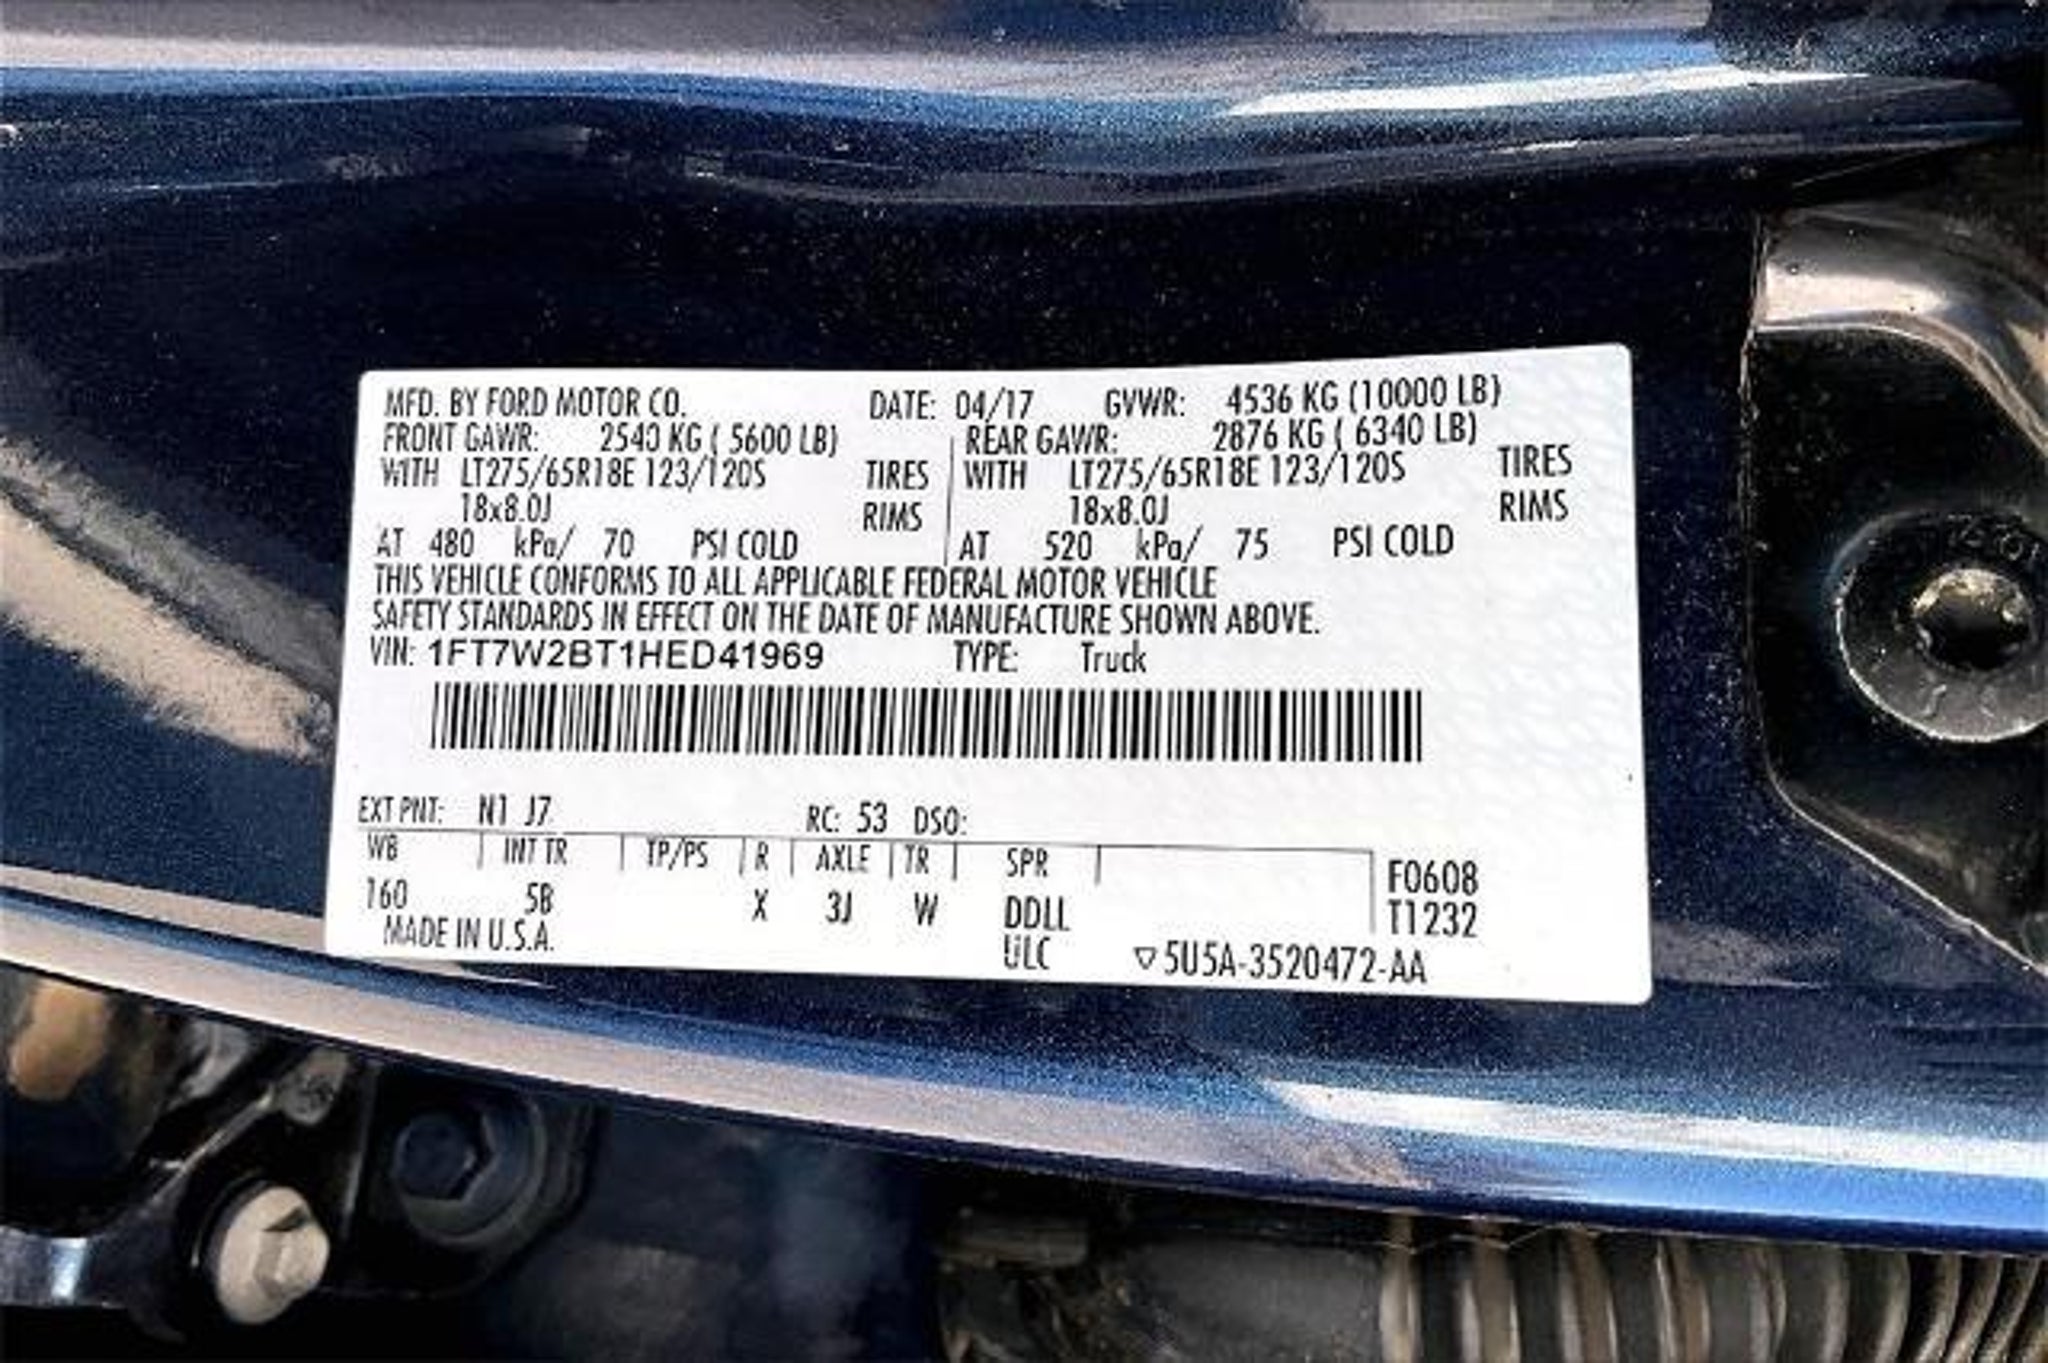 MFD. BY FORD MOTOR CO. DATE: 04/17 GVWR: 4536 KG (10000 LB)
FRONT GAWR: 2540 KG ( 5600 LB) REAR GAWR: 2876 KG ( 6340 LB)
WITH LT275/65R18E 123/120S TIRES WITH LT275/65R18E 123/120S TIRES
18x8.0J RIMS 18x8.0J RIMS
AT 480 kPa/ 70 PSI COLD AT 520 kPa/ 75 PSI COLD
THIS VEHICLE CONFORMS TO ALL APPLICABLE FEDERAL MOTOR VEHICLE
SAFETY STANDARDS IN EFFECT ON THE DATE OF MANUFACTURE SHOWN ABOVE.
VIN: 1FT7W2BT1HED41969 TYPE: Truck
EXT PNT: N1 J7 RC: 53 DSO:
WB INT TR TP/PS R AXLE TR SPR F0608
160 5B X 3J W DDLL T1232
MADE IN U.S.A. ULC ▽5U5A-3520472-AA